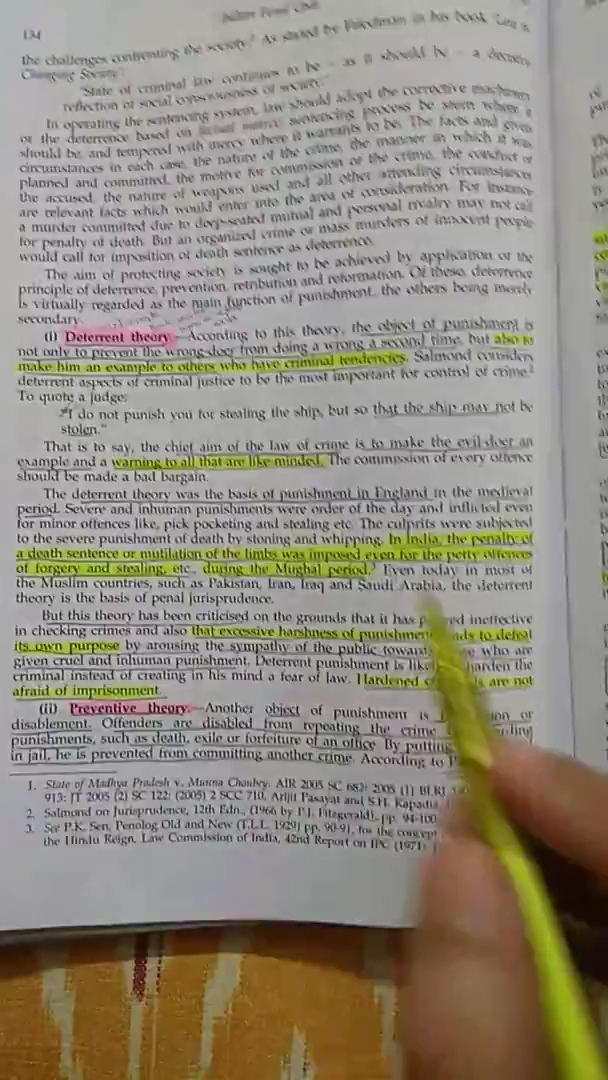 134
Indian Penal Code
the challenges confronting the society. As stated by Friedman in his book "Law in
Changing Society"
"State of criminal law continues to be – as it should be – a decisive
reflection of social consciousness of society."
In operating the sentencing system, law should adopt the corrective machinery
or the deterrence based on factual matrix sentencing process be stern where it
should be, and tempered with mercy where it warrants to be. The facts and given
circumstances in each case, the nature of the crime, the manner in which it was
planned and committed, the motive for commission of the crime, the conduct of
the accused, the nature of weapons used and all other attending circumstances
are relevant facts which would enter into the area of consideration. For instance
a murder committed due to deep-seated mutual and personal rivalry may not call
for penalty of death. But an organized crime or mass murders of innocent people
would call for imposition of death sentence as deterrence.
The aim of protecting society is sought to be achieved by application of the
principle of deterrence, prevention, retribution and reformation. Of these, deterrence
is virtually regarded as the main function of punishment, the others being merely
secondary.
(i) Deterrent theory.—According to this theory, the object of punishment is
not only to prevent the wrong-doer from doing a wrong a second time, but also to
make him an example to others who have criminal tendencies. Salmond considers
deterrent aspects of criminal justice to be the most important for control of crime.
To quote a judge:
"I do not punish you for stealing the ship, but so that the ship may not be
stolen."
That is to say, the chief aim of the law of crime is to make the evil-doer an
example and a warning to all that are like minded. The commission of every offence
should be made a bad bargain.
The deterrent theory was the basis of punishment in England in the medieval
period. Severe and inhuman punishments were order of the day and inflicted even
for minor offences like, pick pocketing and stealing etc. The culprits were subjected
to the severe punishment of death by stoning and whipping. In India, the penalty of
a death sentence or mutilation of the limbs was imposed even for the petty offences
of forgery and stealing, etc., during the Mughal period.³ Even today in most of
the Muslim countries, such as Pakistan, Iran, Iraq and Saudi Arabia, the deterrent
theory is the basis of penal jurisprudence.
But this theory has been criticised on the grounds that it has ineffective
in checking crimes and also that excessive harshness of punishment to defeat
its own purpose by arousing the sympathy of the public who are
given cruel and inhuman punishment. Deterrent punishment is harden the
criminal instead of creating in his mind a fear of law. Hardened are not
afraid of imprisonment.
(ii) Preventive theory.—Another object of punishment is or
disablement. Offenders are disabled from repeating the crime
punishments, such as death, exile or forfeiture of an office. By putting
in jail, he is prevented from committing another crime. According to
1. State of Madhya Pradesh v. Munna Choubey, AIR 2005 SC 682: 2005 (1) BLRJ
913: JT 2005 (2) SC 122: (2005) 2 SCC 710. Arijit Pasayat and S.H. Kapadia,
2. Salmond on Jurisprudence, 12th Edn., (1966 by P.J. Fitzgerald), pp. 94-100.
3. See P.K. Sen, Penology Old and New (T.L.L. 1929) pp. 90-91, for the concept
the Hindu Reign, Law Commission of India, 42nd Report on IPC (1971)